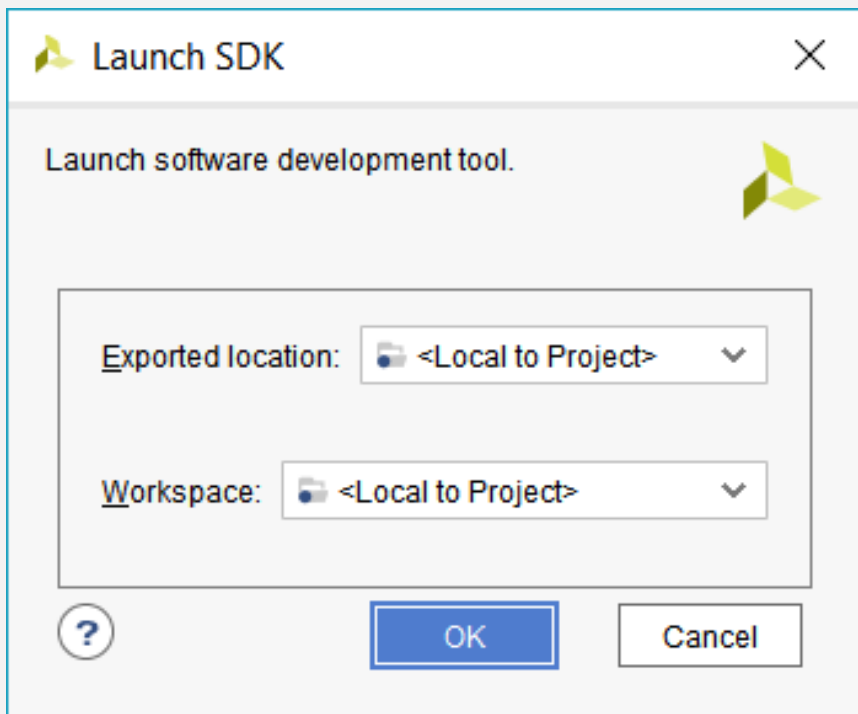 Launch SDK
Launch software development tool.
Exported location: <Local to Project>
Workspace: <Local to Project>
? OK Cancel